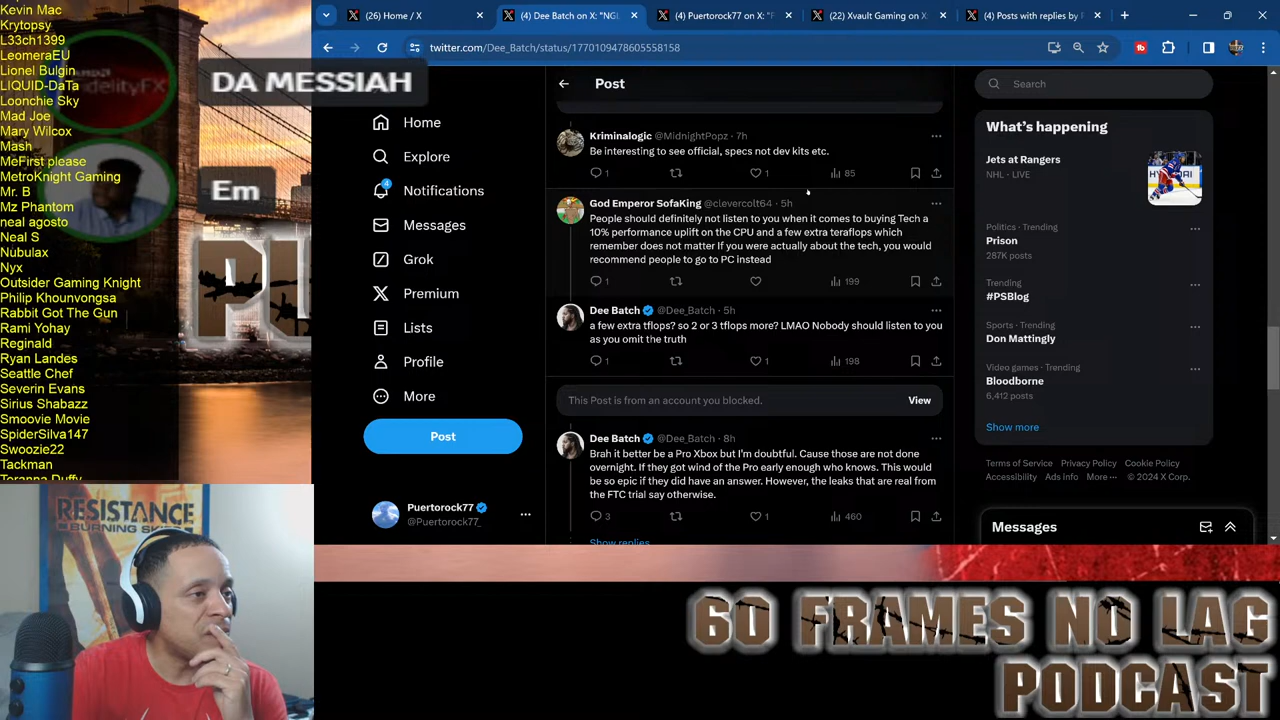 Kevin Mac
Krytopsy
L33ch1399
LeomeraEU
Lionel Bulgin
LIQUID-DaTa
Loonchie Sky
Mad Joe
Mary Wilcox
Mash
MeFirst please
MetroKnight Gaming
Mr. B
Mz Phantom
neal agosto
Neal S
Nubulax
Nyx
Outsider Gaming Knight
Philip Khounvongsa
Rabbit Got The Gun
Rami Yohay
Reginald
Ryan Landes
Seattle Chef
Severin Evans
Sirius Shabazz
Smoovie Movie
SpiderSilva147
Swoozie22
Tackman
Teranna Duffy
DA MESSIAH
Em
(26) Home / X
(4) Dee Batch on X: "NGL
(4) Puertorock77 on X: "F
(22) Xvault Gaming on X:
(4) Posts with replies by F
twitter.com/Dee_Batch/status/1770109478605558158
Home
Explore
4
Notifications
Messages
Grok
Premium
Lists
Profile
More
Post
Puertorock77
@Puertorock77_
Post
Kriminalogic @MidnightPopz · 7h
Be interesting to see official, specs not dev kits etc.
1 1 85
God Emperor SofaKing @clevercolt64 · 5h
People should definitely not listen to you when it comes to buying Tech a
10% performance uplift on the CPU and a few extra teraflops which
remember does not matter If you were actually about the tech, you would
recommend people to go to PC instead
1 199
Dee Batch @Dee_Batch · 5h
a few extra tflops? so 2 or 3 tflops more? LMAO Nobody should listen to you
as you omit the truth
1 1 198
This Post is from an account you blocked. View
Dee Batch @Dee_Batch · 8h
Brah it better be a Pro Xbox but I'm doubtful. Cause those are not done
overnight. If they got wind of the Pro early enough who knows. This would
be so epic if they did have an answer. However, the leaks that are real from
the FTC trial say otherwise.
3 1 460
Show replies
Search
What's happening
Jets at Rangers
NHL · LIVE
Politics · Trending
Prison
287K posts
Trending
#PSBlog
Sports · Trending
Don Mattingly
Video games · Trending
Bloodborne
6,412 posts
Show more
Terms of Service Privacy Policy Cookie Policy
Accessibility Ads info More ··· © 2024 X Corp.
Messages
RESISTANCE
BURNING SKIES
60 FRAMES NO LAG
PODCAST